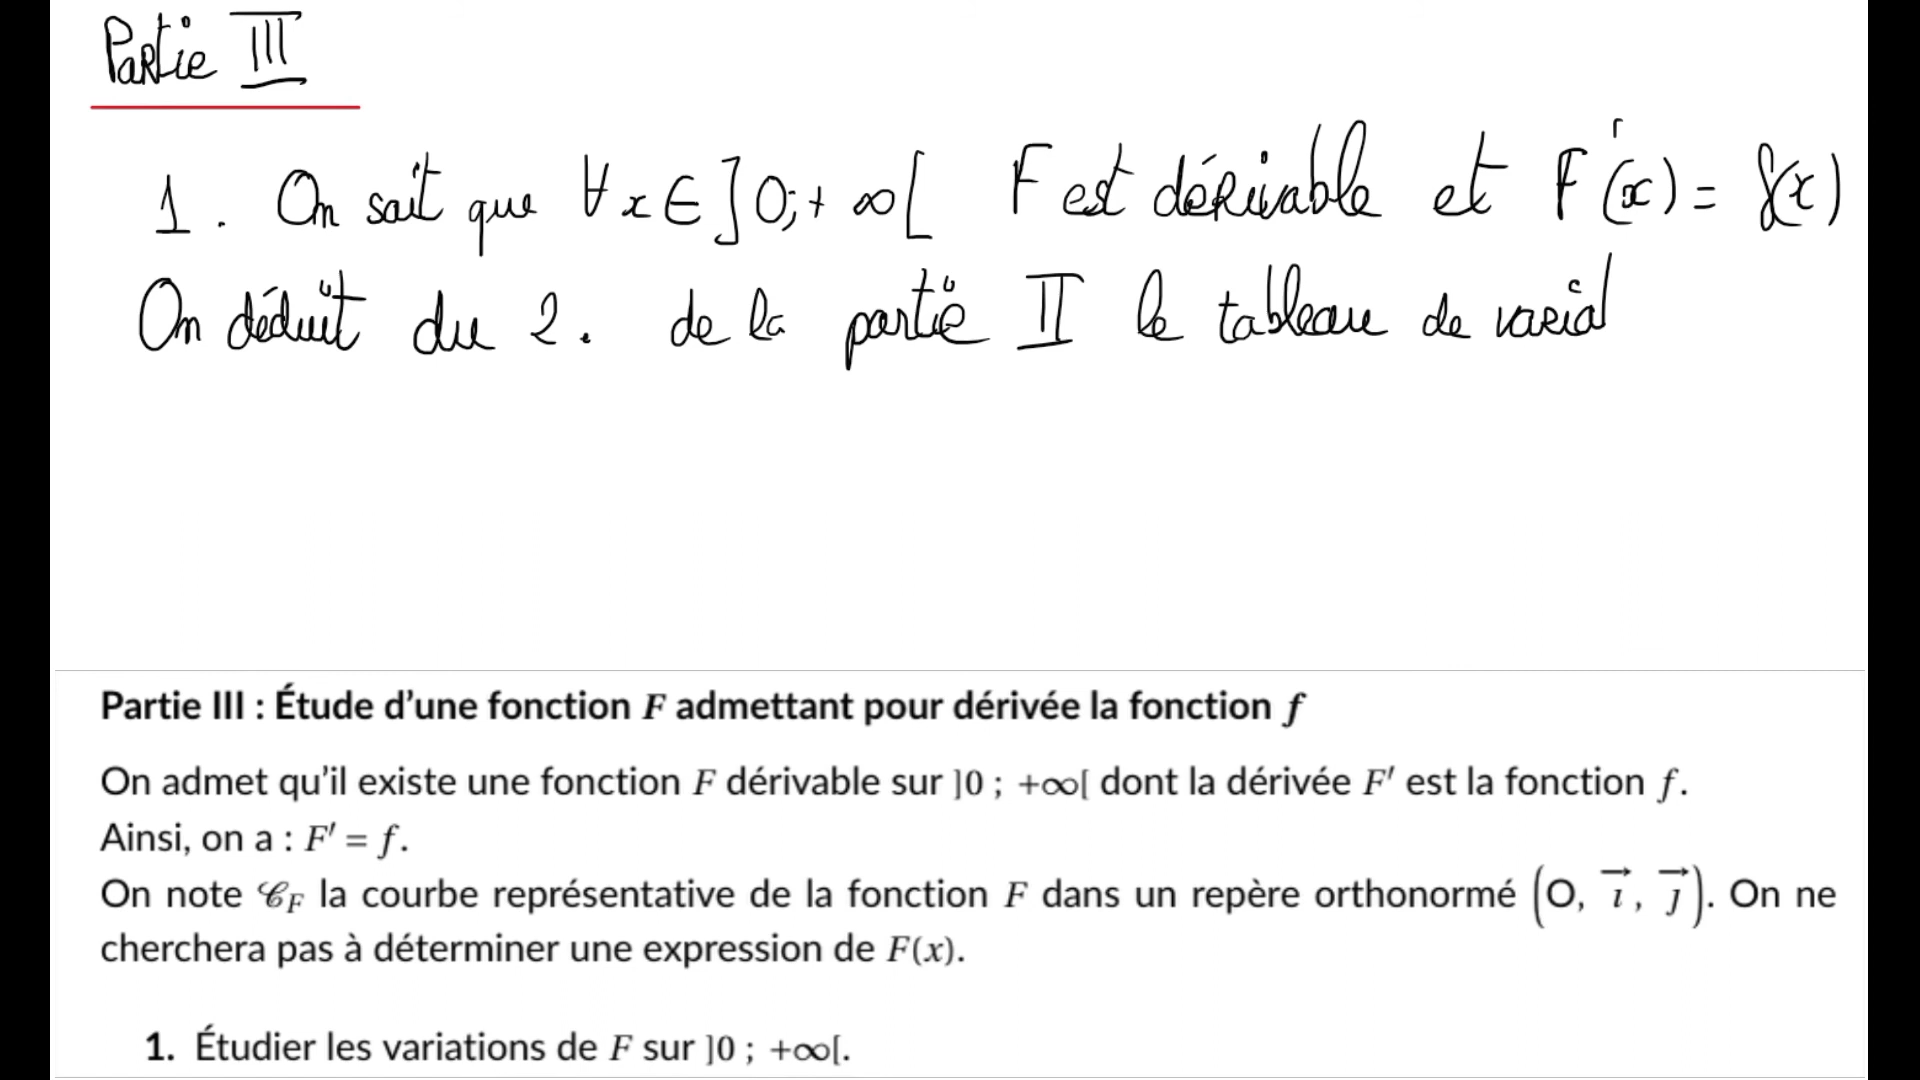 Partie III
1. On sait que ∀x∈]0;+∞[ F est dérivable et F'(x) = f(x)
On déduit du 2. de la partie II le tableau de variat
Partie III : Étude d'une fonction F admettant pour dérivée la fonction f
On admet qu'il existe une fonction F dérivable sur ]0 ; +∞[ dont la dérivée F′ est la fonction f.
Ainsi, on a : F′ = f.
On note 𝒞F la courbe représentative de la fonction F dans un repère orthonormé (O, i⃗, j⃗). On ne
cherchera pas à déterminer une expression de F(x).
1. Étudier les variations de F sur ]0 ; +∞[.